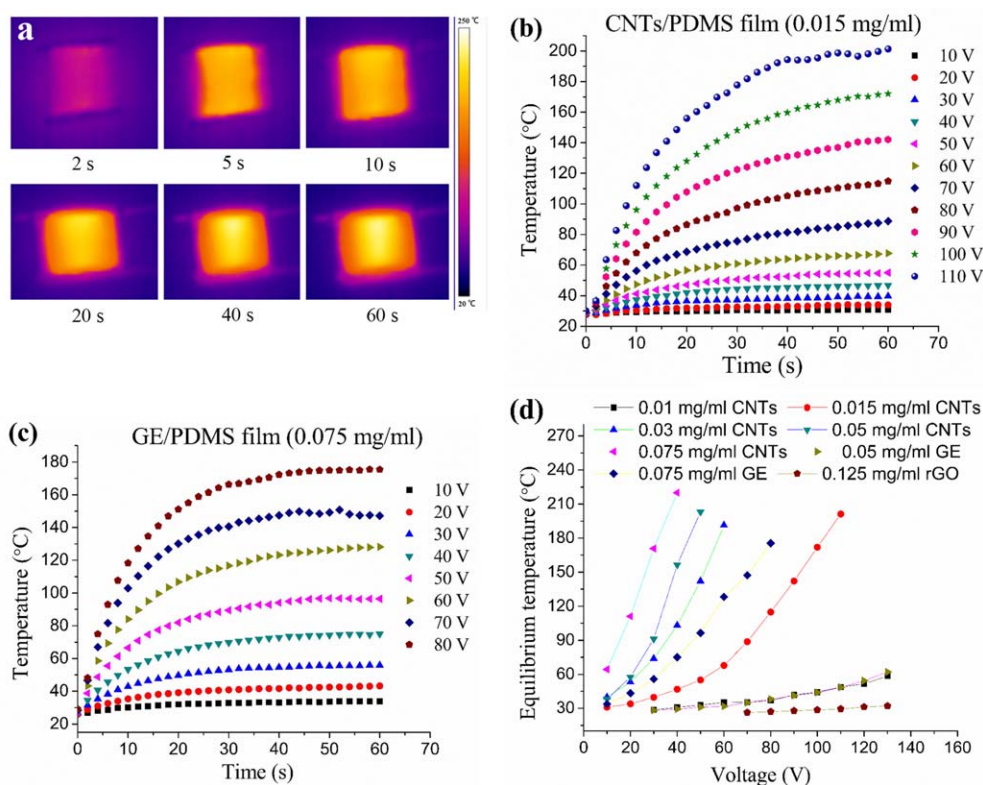 a
250 ℃
20 ℃
2 s
5 s
10 s
20 s
40 s
60 s
(b)
CNTs/PDMS film (0.015 mg/ml)
Temperature (°C)
200
180
160
140
120
100
80
60
40
20
0 10 20 30 40 50 60 70
Time (s)
10 V
20 V
30 V
40 V
50 V
60 V
70 V
80 V
90 V
100 V
110 V
(c)
GE/PDMS film (0.075 mg/ml)
Temperature (°C)
180
160
140
120
100
80
60
40
20
0 10 20 30 40 50 60 70
Time (s)
10 V
20 V
30 V
40 V
50 V
60 V
70 V
80 V
(d)
0.01 mg/ml CNTs 0.015 mg/ml CNTs
0.03 mg/ml CNTs 0.05 mg/ml CNTs
0.075 mg/ml CNTs 0.05 mg/ml GE
0.075 mg/ml GE 0.125 mg/ml rGO
Equilibrium temperature (°C)
270
240
210
180
150
120
90
60
30
0 20 40 60 80 100 120 140 160
Voltage (V)